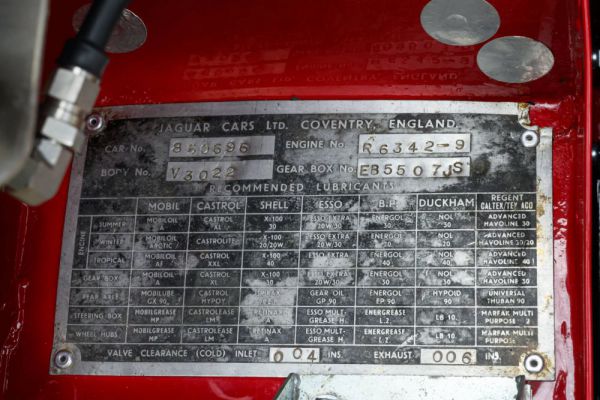 JAGUAR CARS LTD. COVENTRY, ENGLAND.
CAR No. 850696 ENGINE No. R 6342-9
BODY No. V3022 GEAR BOX No. EB5507JS
RECOMMENDED LUBRICANTS
MOBIL CASTROL SHELL ESSO B.P. DUCKHAM REGENT CALTEX/TEXACO
ENGINE
SUMMER MOBILOIL A CASTROL XL X-100 30 ESSO EXTRA 20W/30 ENERGOL 30 NOL 30 ADVANCED HAVOLINE 30
WINTER MOBILOIL ARCTIC CASTROLITE X-100 20/20W ESSO EXTRA 20W/30 ENERGOL 20 NOL 20 ADVANCED HAVOLINE 20/20
TROPICAL MOBILOIL AF CASTROL XXL X-100 40 ESSO EXTRA 40 ENERGOL 40 NOL 40 ADVANCED HAVOLINE 40
GEAR BOX MOBILOIL A CASTROL XL X-100 30 ESSO EXTRA 20W/30 ENERGOL 30 NOL 30 ADVANCED HAVOLINE 30
REAR AXLE MOBILUBE GX 90 CASTROL HYPOY SPIRAX GEAR OIL GP 90 ENERGOL EP 90 HYPOID 90 UNIVERSAL THUBAN 90
STEERING BOX MOBILGREASE MP CASTROLEASE LM RETINAX A ESSO MULTI-GREASE H ENERGREASE L.2. LB 10. MARFAK MULTI PURPOSE 2
WHEEL HUBS MOBILGREASE MP CASTROLEASE LM RETINAX A ESSO MULT-GREASE H ENERGREASE L.2. LB 10. MARFAK MULTI PURPOSE
VALVE CLEARANCE (COLD) INLET 004 INS. EXHAUST 006 INS.